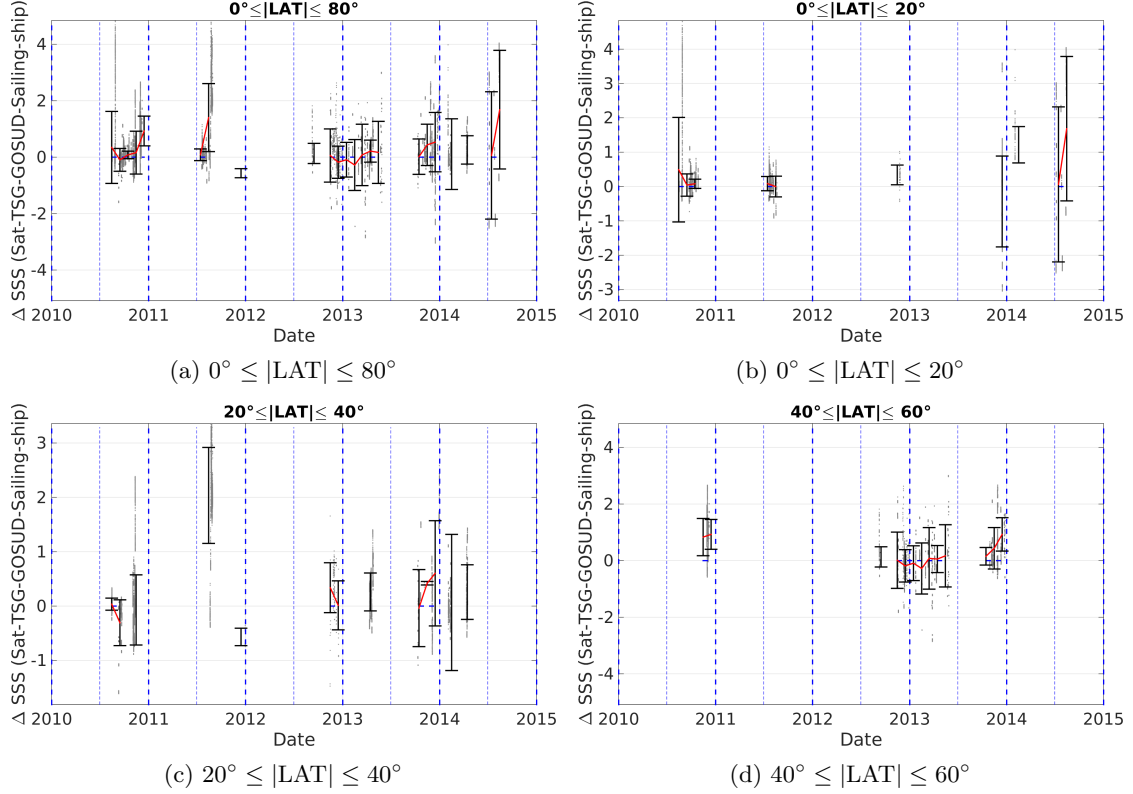 0°≤|LAT|≤ 80°
Δ SSS (Sat-TSG-GOSUD-Sailing-ship)
4
2
0
-2
-4
2010 2011 2012 2013 2014 2015
Date
(a) 0° ≤ |LAT| ≤ 80°
0°≤|LAT|≤ 20°
Δ SSS (Sat-TSG-GOSUD-Sailing-ship)
4
3
2
1
0
-1
-2
-3
2010 2011 2012 2013 2014 2015
Date
(b) 0° ≤ |LAT| ≤ 20°
20°≤|LAT|≤ 40°
Δ SSS (Sat-TSG-GOSUD-Sailing-ship)
3
2
1
0
-1
2010 2011 2012 2013 2014 2015
Date
(c) 20° ≤ |LAT| ≤ 40°
40°≤|LAT|≤ 60°
Δ SSS (Sat-TSG-GOSUD-Sailing-ship)
4
2
0
-2
-4
2010 2011 2012 2013 2014 2015
Date
(d) 40° ≤ |LAT| ≤ 60°